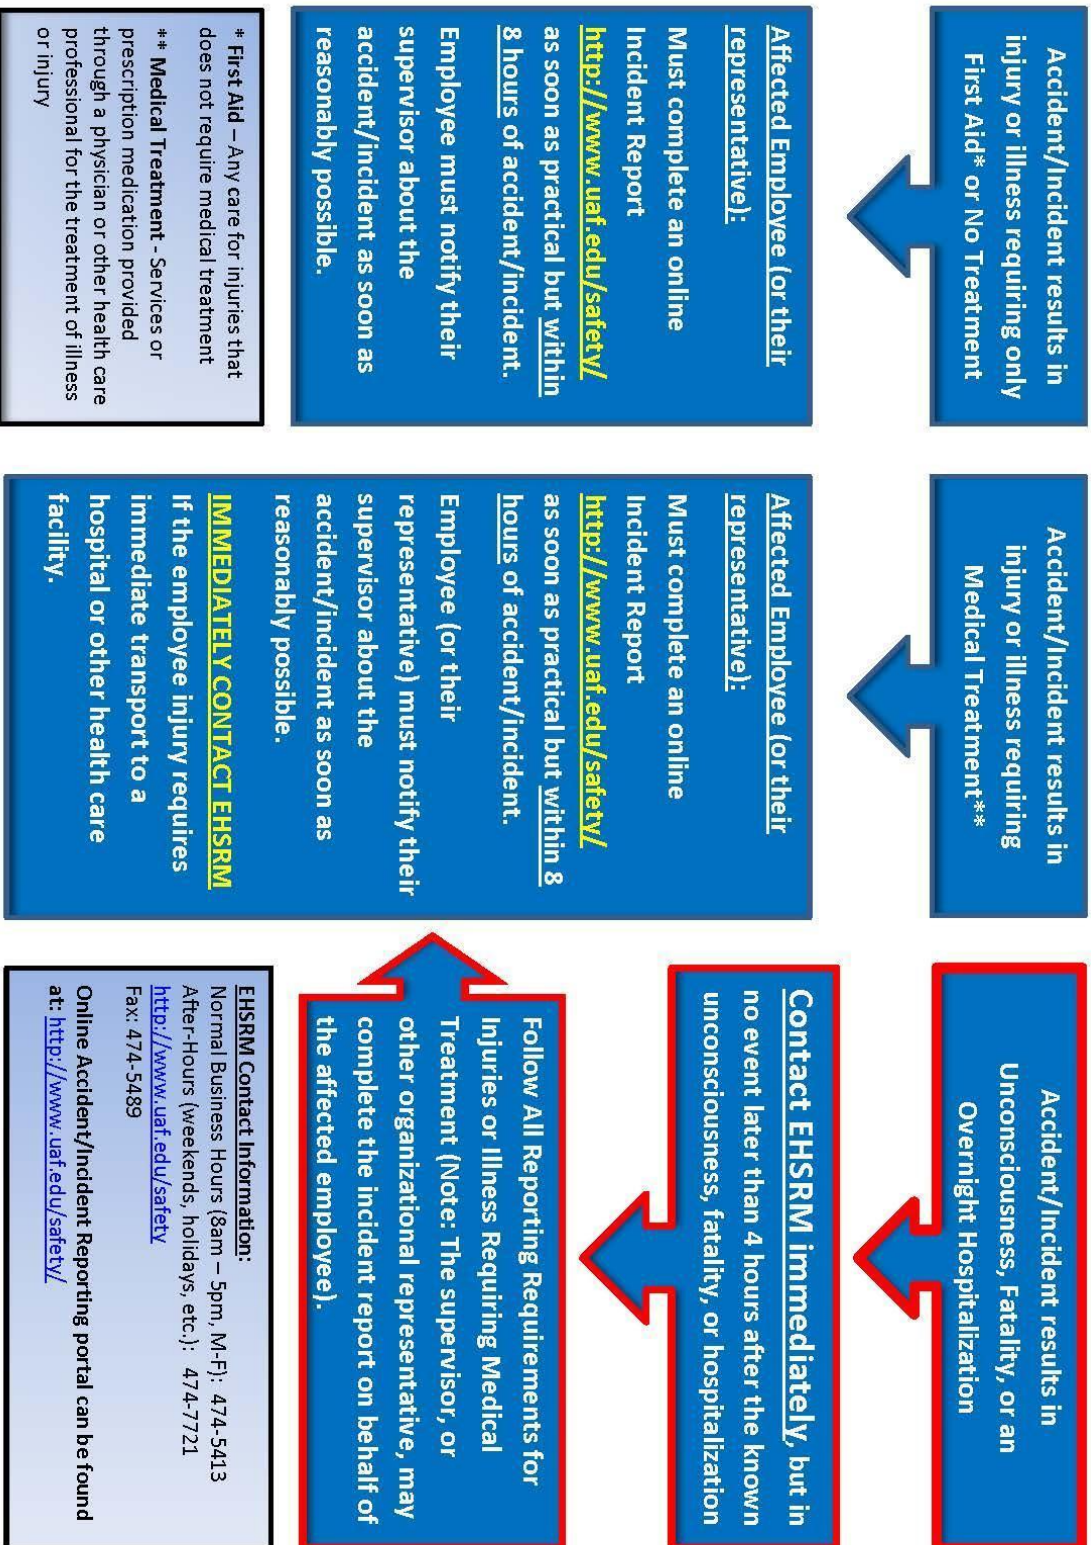 Accident/Incident results in
injury or illness requiring only
First Aid* or No Treatment
Affected Employee (or their
representative):
Must complete an online
Incident Report
http://www.uaf.edu/safety/
as soon as practical but within
8 hours of accident/incident.
Employee must notify their
supervisor about the
accident/incident as soon as
reasonably possible.
* First Aid – Any care for injuries that
does not require medical treatment
** Medical Treatment - Services or
prescription medication provided
through a physician or other health care
professional for the treatment of illness
or injury
Accident/Incident results in
injury or illness requiring
Medical Treatment**
Affected Employee (or their
representative):
Must complete an online
Incident Report
http://www.uaf.edu/safety/
as soon as practical but within 8
hours of accident/incident.
Employee (or their
representative) must notify their
supervisor about the
accident/incident as soon as
reasonably possible.
IMMEDIATELY CONTACT EHSRM
If the employee injury requires
immediate transport to a
hospital or other health care
facility.
Accident/Incident results in
Unconsciousness, Fatality, or an
Overnight Hospitalization
Contact EHSRM immediately, but in
no event later than 4 hours after the known
unconsciousness, fatality, or hospitalization
Follow All Reporting Requirements for
Injuries or Illness Requiring Medical
Treatment (Note: The supervisor, or
other organizational representative, may
complete the incident report on behalf of
the affected employee).
EHSRM Contact Information:
Normal Business Hours (8am – 5pm, M-F): 474-5413
After-Hours (weekends, holidays, etc.): 474-7721
http://www.uaf.edu/safety
Fax: 474-5489
Online Accident/Incident Reporting portal can be found
at: http://www.uaf.edu/safety/